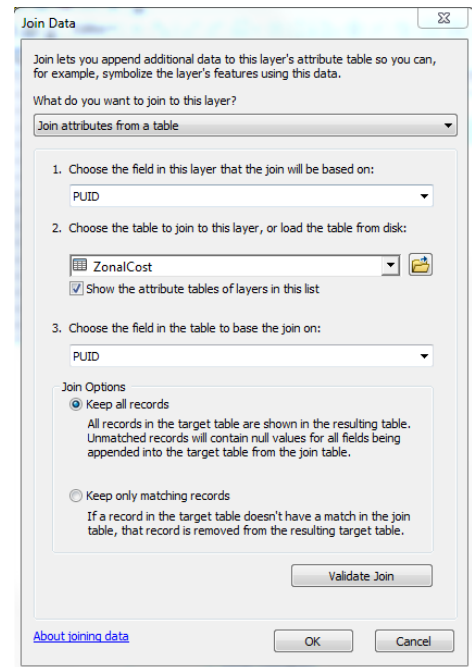 Join Data
Join lets you append additional data to this layer's attribute table so you can,
for example, symbolize the layer's features using this data.
What do you want to join to this layer?
Join attributes from a table
1. Choose the field in this layer that the join will be based on:
PUID
2. Choose the table to join to this layer, or load the table from disk:
ZonalCost
Show the attribute tables of layers in this list
3. Choose the field in the table to base the join on:
PUID
Join Options
Keep all records
All records in the target table are shown in the resulting table.
Unmatched records will contain null values for all fields being
appended into the target table from the join table.
Keep only matching records
If a record in the target table doesn't have a match in the join
table, that record is removed from the resulting target table.
Validate Join
About joining data
OK
Cancel